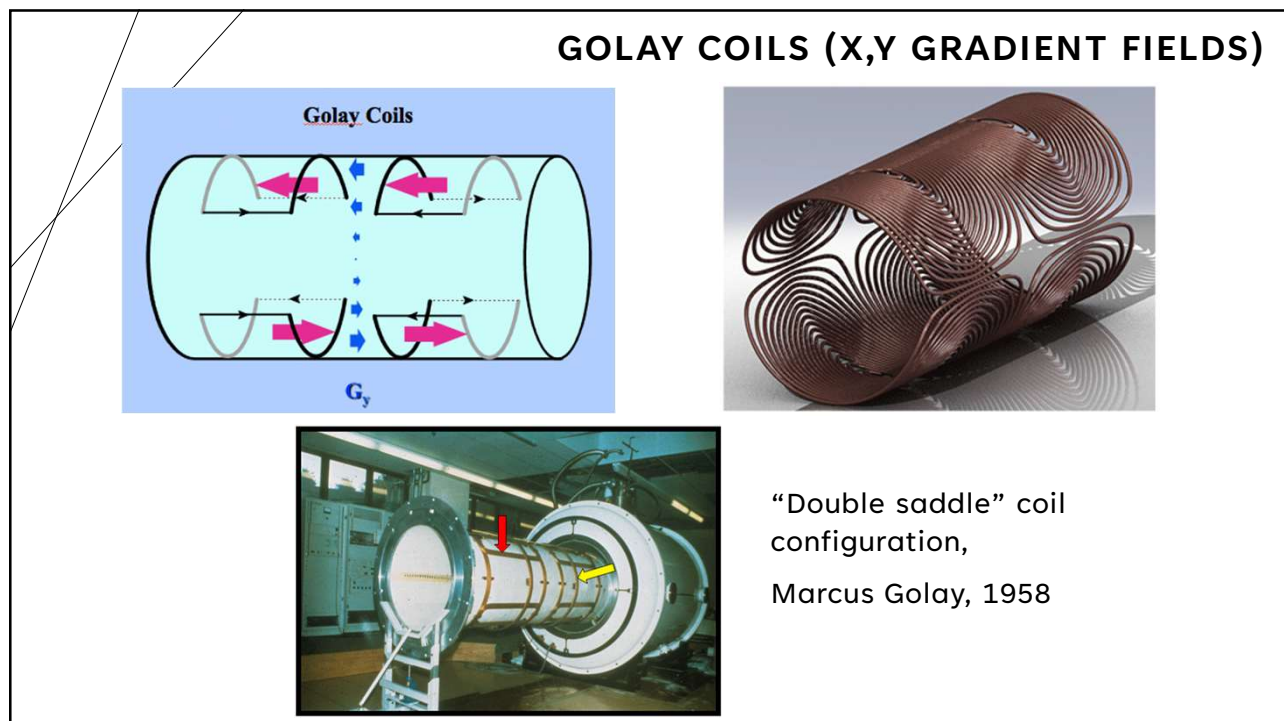 GOLAY COILS (X,Y GRADIENT FIELDS)
Golay Coils
Gy
“Double saddle” coil
configuration,
Marcus Golay, 1958